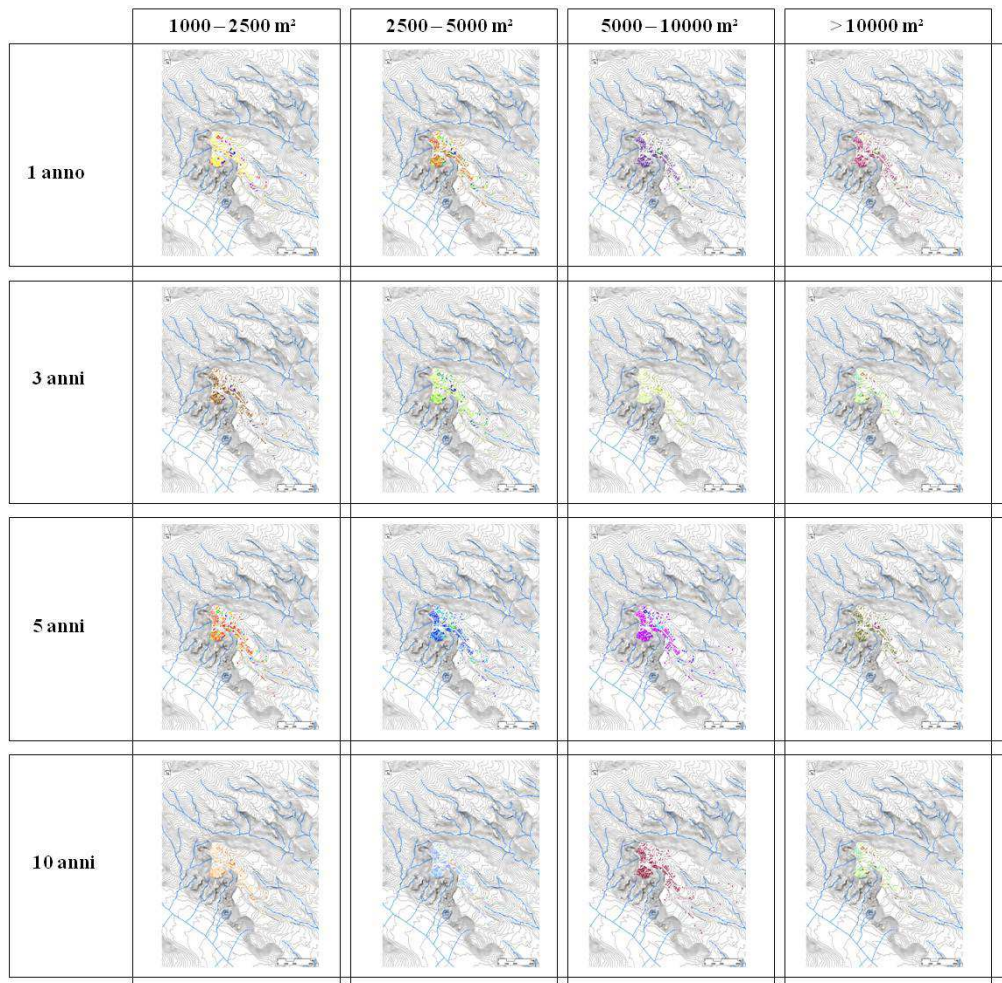 1000 – 2500 m²
2500 – 5000 m²
5000 – 10000 m²
> 10000 m²
1 anno
3 anni
5 anni
10 anni